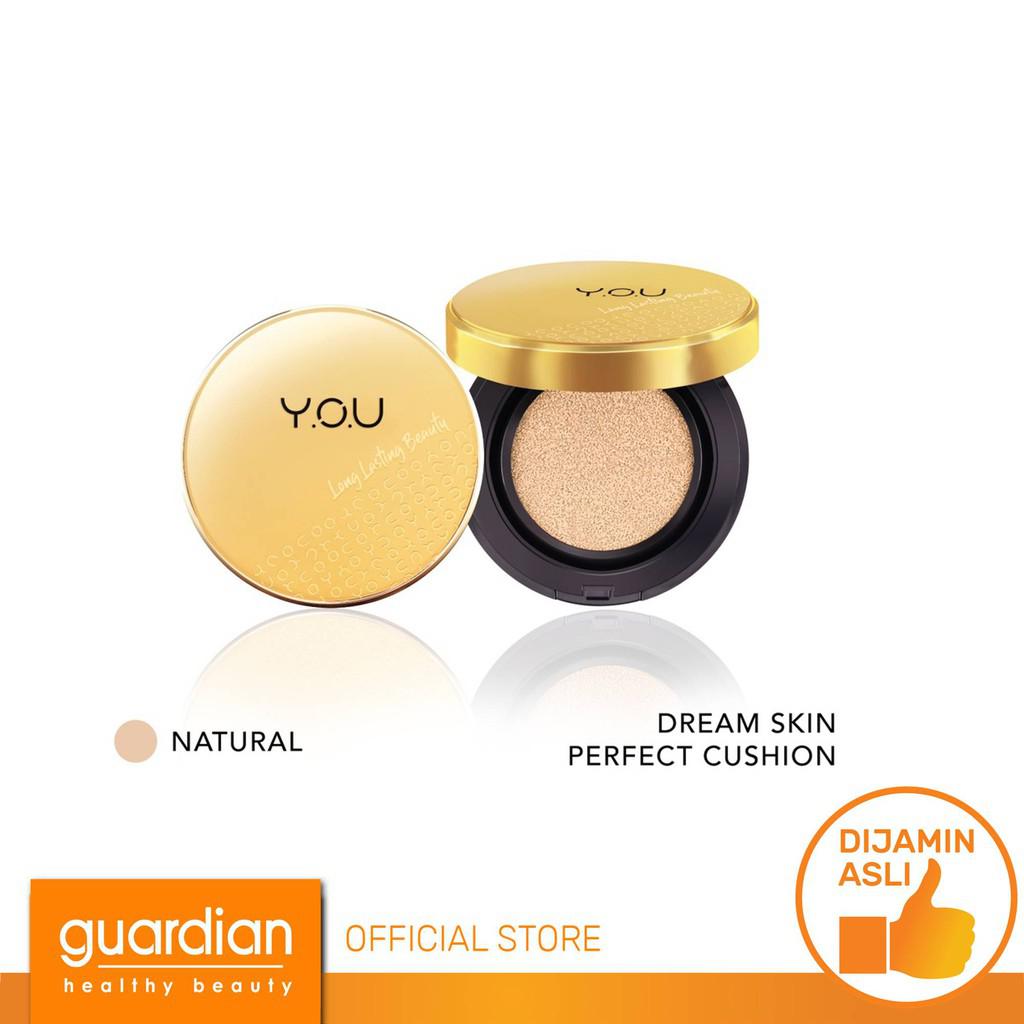 Y.O.U
Long Lasting Beauty
Y.O.U
Long Lasting Beauty
NATURAL
DREAM SKIN
PERFECT CUSHION
DIJAMIN
ASLI
guardian
healthy beauty
OFFICIAL STORE